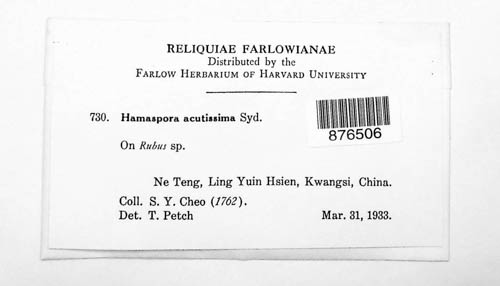 RELIQUIAE FARLOWIANAE
Distributed by the
FARLOW HERBARIUM OF HARVARD UNIVERSITY
730. Hamaspora acutissima Syd.
876506
On Rubus sp.
Ne Teng, Ling Yuin Hsien, Kwangsi, China.
Coll. S. Y. Cheo (1762).
Det. T. Petch Mar. 31, 1933.